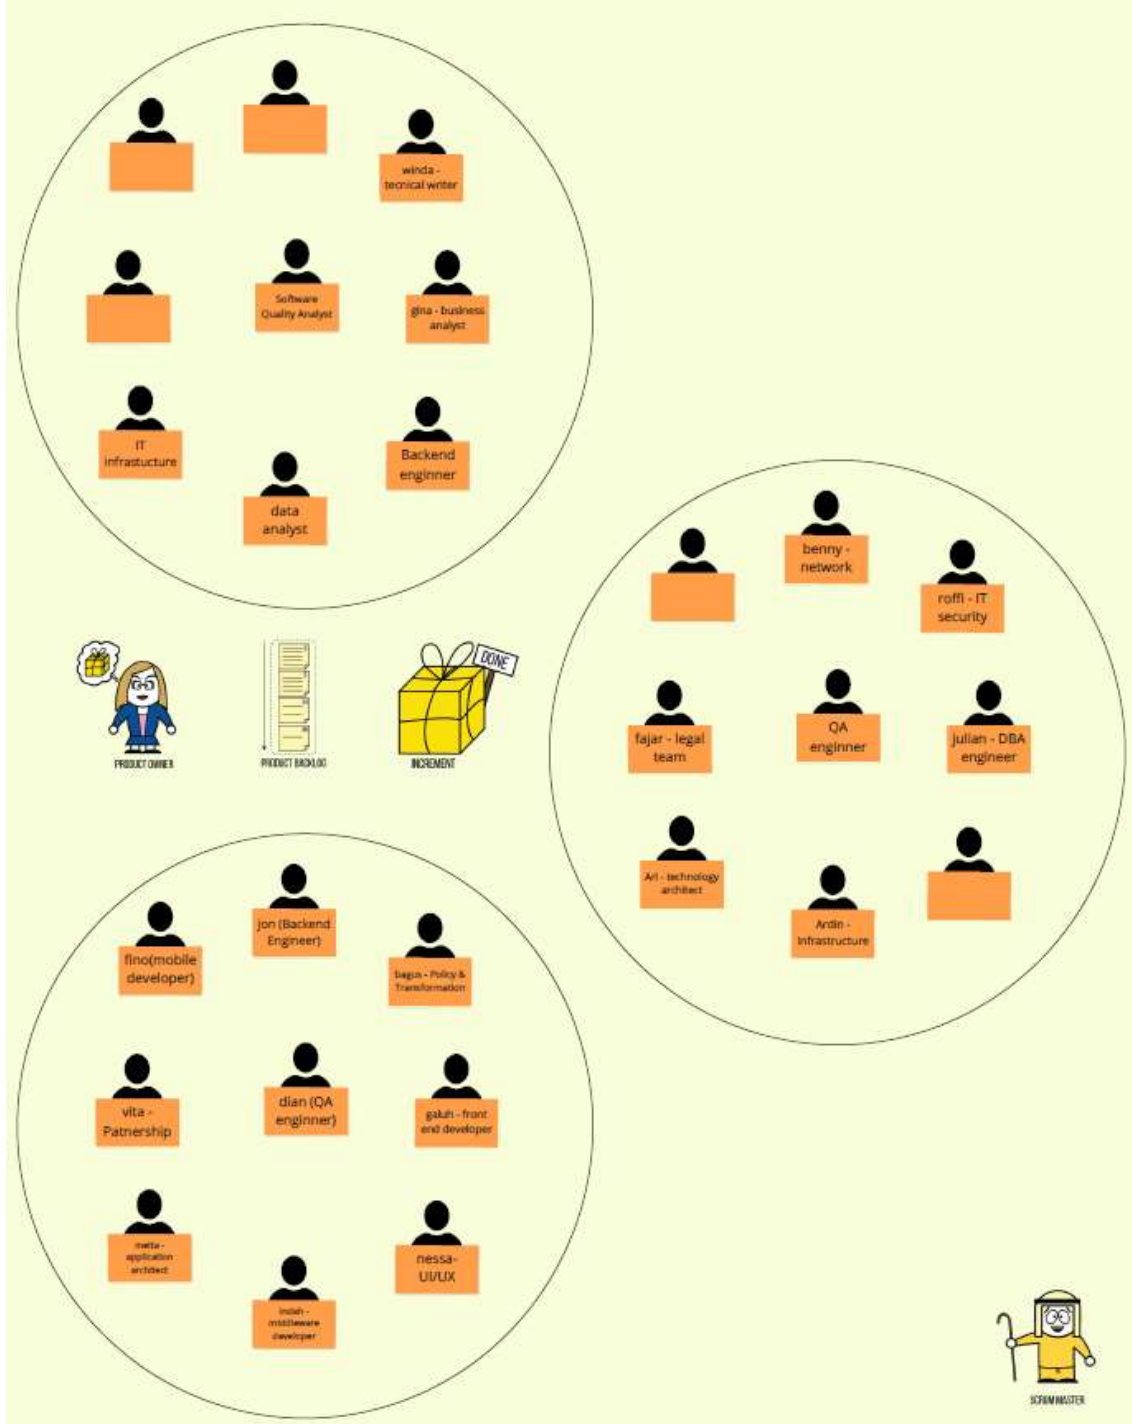 winda -
tecnical writer
Software
Quality Analyst
gina - business
analyst
IT
infrastucture
Backend
enginner
data
analyst
benny -
network
roffi - IT
security
fajar - legal
team
QA
enginner
julian - DBA
engineer
Ari - technology
architect
Ardin -
Infrastructure
DONE
PRODUCT OWNER
PRODUCT BACKLOG
INCREMENT
jon (Backend
Engineer)
fino(mobile
developer)
bagus - Policy &
Transformation
vita -
Patnership
dian (QA
enginner)
galuh - front
end developer
metta -
application
architect
nessa-
UI/UX
indah -
middleware
developer
SCRUM MASTER